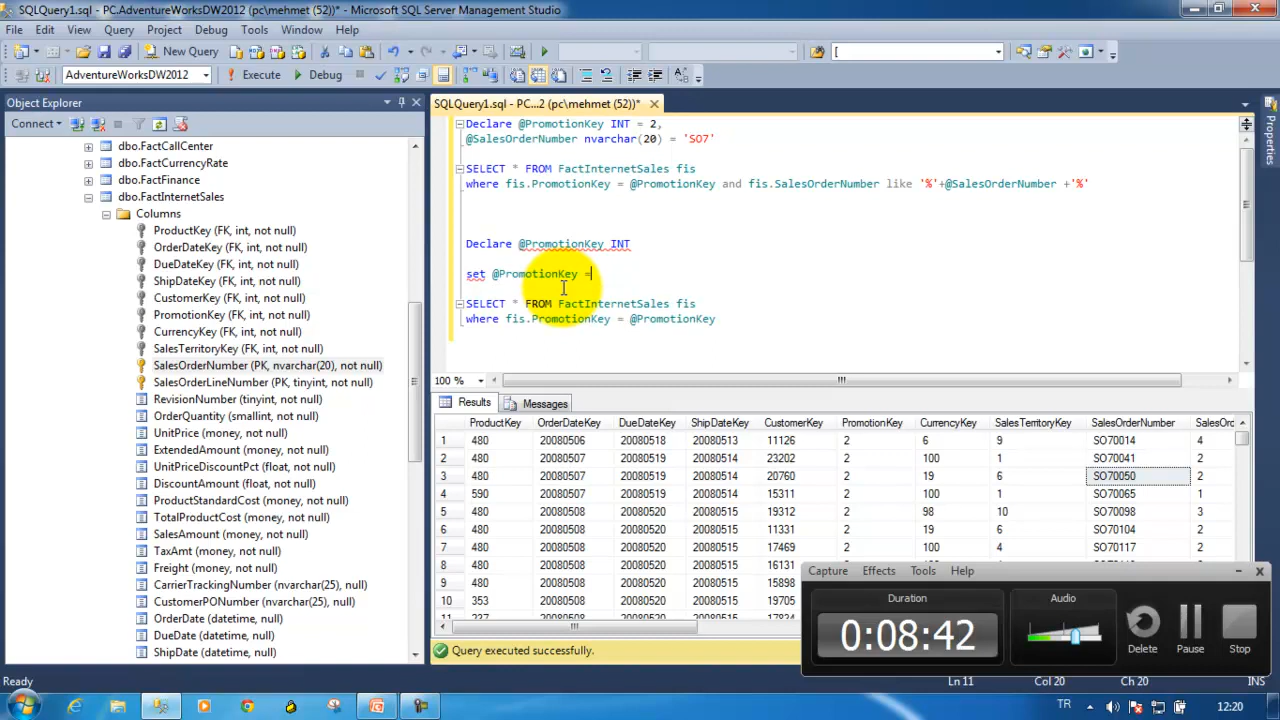 SQLQuery1.sql - PC.AdventureWorksDW2012 (pc\mehmet (52))* - Microsoft SQL Server Management Studio
File Edit View Query Project Debug Tools Window Help
New Query [
AdventureWorksDW2012 Execute Debug
Object Explorer
Connect
dbo.FactCallCenter
dbo.FactCurrencyRate
dbo.FactFinance
dbo.FactInternetSales
Columns
ProductKey (FK, int, not null)
OrderDateKey (FK, int, not null)
DueDateKey (FK, int, not null)
ShipDateKey (FK, int, not null)
CustomerKey (FK, int, not null)
PromotionKey (FK, int, not null)
CurrencyKey (FK, int, not null)
SalesTerritoryKey (FK, int, not null)
SalesOrderNumber (PK, nvarchar(20), not null)
SalesOrderLineNumber (PK, tinyint, not null)
RevisionNumber (tinyint, not null)
OrderQuantity (smallint, not null)
UnitPrice (money, not null)
ExtendedAmount (money, not null)
UnitPriceDiscountPct (float, not null)
DiscountAmount (float, not null)
ProductStandardCost (money, not null)
TotalProductCost (money, not null)
SalesAmount (money, not null)
TaxAmt (money, not null)
Freight (money, not null)
CarrierTrackingNumber (nvarchar(25), null)
CustomerPONumber (nvarchar(25), null)
OrderDate (datetime, null)
DueDate (datetime, null)
ShipDate (datetime, null)
SQLQuery1.sql - PC...2 (pc\mehmet (52))*
Declare @PromotionKey INT = 2,
@SalesOrderNumber nvarchar(20) = 'SO7'
SELECT * FROM FactInternetSales fis
where fis.PromotionKey = @PromotionKey and fis.SalesOrderNumber like '%'+@SalesOrderNumber +'%'
Declare @PromotionKey INT
set @PromotionKey =
SELECT * FROM FactInternetSales fis
where fis.PromotionKey = @PromotionKey
100 %
Results Messages
ProductKey OrderDateKey DueDateKey ShipDateKey CustomerKey PromotionKey CurrencyKey SalesTerritoryKey SalesOrderNumber SalesOr
1 480 20080506 20080518 20080513 11126 2 6 9 SO70014 4
2 480 20080507 20080519 20080514 23202 2 100 1 SO70041 2
3 480 20080507 20080519 20080514 20760 2 19 6 SO70050 2
4 590 20080507 20080519 20080514 15311 2 100 1 SO70065 1
5 480 20080508 20080520 20080515 19312 2 98 10 SO70098 3
6 480 20080508 20080520 20080515 11331 2 19 6 SO70104 2
7 480 20080508 20080520 20080515 17469 2 100 4 SO70117 2
8 480 20080508 20080520 20080515 16131 2
9 480 20080508 20080520 20080515 15898
10 353 20080508 20080520 20080515 19705
Query executed successfully.
Capture Effects Tools Help
Duration Audio
0:08:42
Delete Pause Stop
Properties
Ready Ln 11 Col 20 Ch 20 INS
TR 12:20